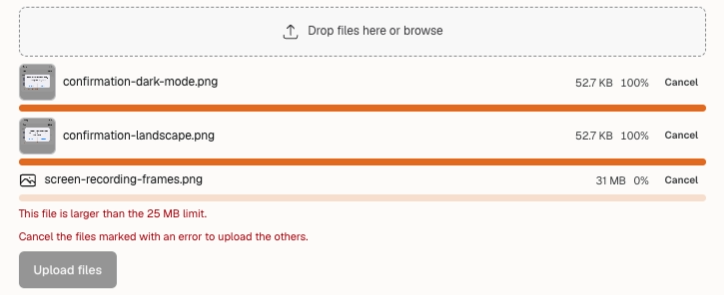 Drop files here or browse
confirmation-dark-mode.png 52.7 KB 100% Cancel
confirmation-landscape.png 52.7 KB 100% Cancel
screen-recording-frames.png 31 MB 0% Cancel
This file is larger than the 25 MB limit.
Cancel the files marked with an error to upload the others.
Upload files